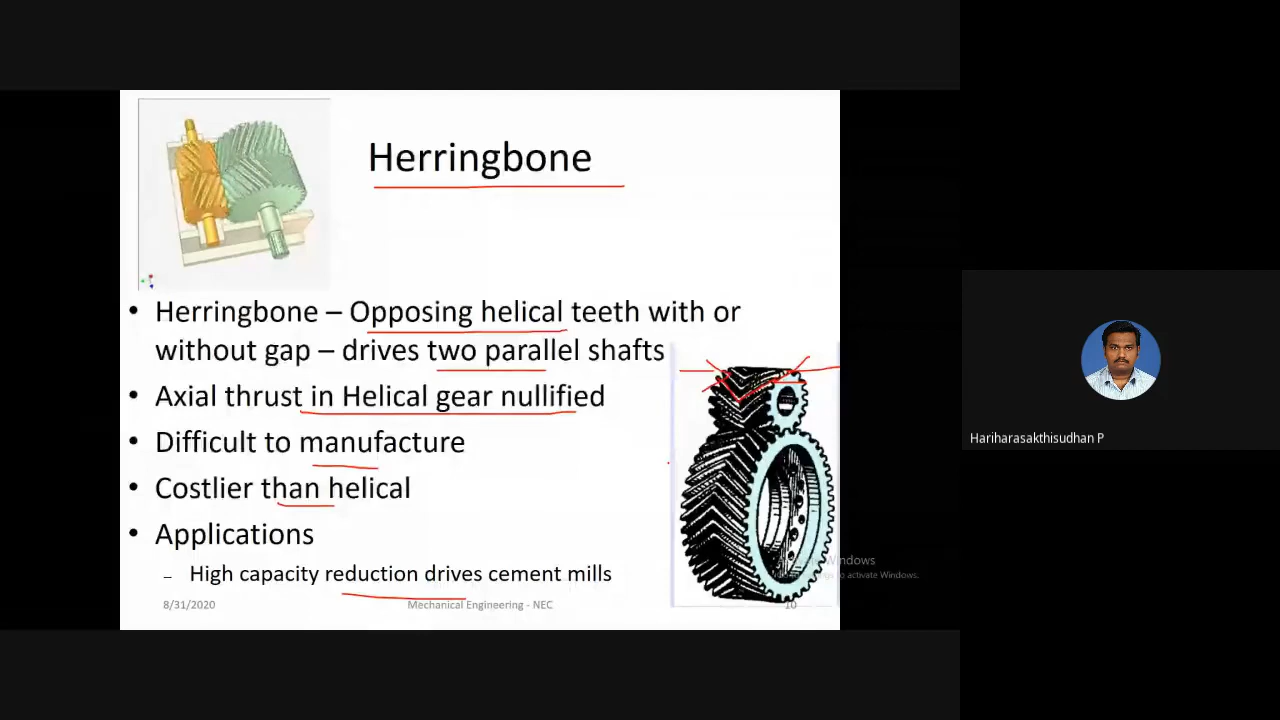 Herringbone
• Herringbone – Opposing helical teeth with or
without gap – drives two parallel shafts
• Axial thrust in Helical gear nullified
• Difficult to manufacture
• Costlier than helical
• Applications
– High capacity reduction drives cement mills
8/31/2020
Mechanical Engineering - NEC
10
Windows
to activate Windows.
Hariharasakthisudhan P